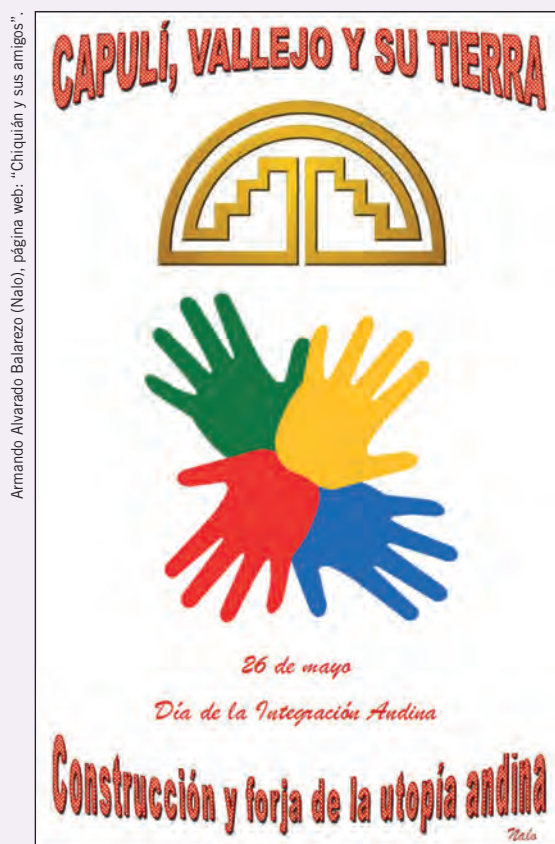 Armando Alvarado Balarezo (Nalo), página web: "Chiquián y sus amigos".
CAPULÍ, VALLEJO Y SU TIERRA
26 de mayo
Día de la Integración Andina
Construcción y forja de la utopía andina
Nalo